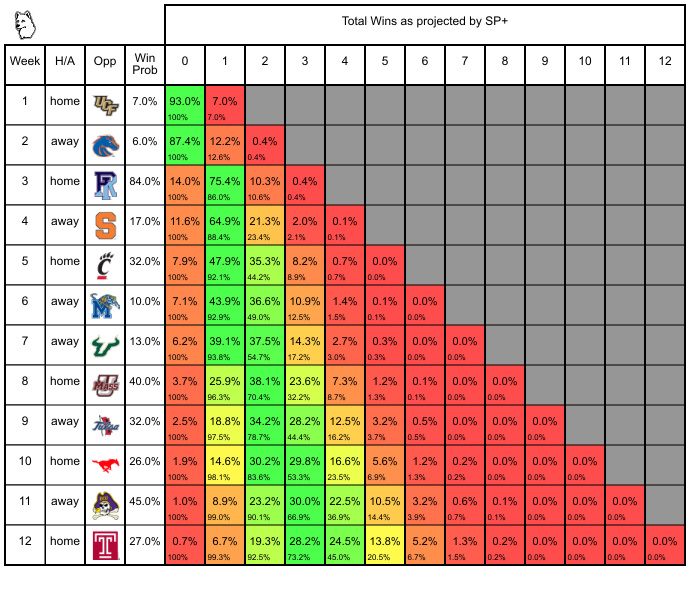 Total Wins as projected by SP+
Week H/A Opp Win Prob 0 1 2 3 4 5 6 7 8 9 10 11 12
1 home UCF 7.0% 93.0% 7.0%
100% 7.0%
2 away 6.0% 87.4% 12.2% 0.4%
100% 12.6% 0.4%
3 home R 84.0% 14.0% 75.4% 10.3% 0.4%
100% 86.0% 10.6% 0.4%
4 away S 17.0% 11.6% 64.9% 21.3% 2.0% 0.1%
100% 88.4% 23.4% 2.1% 0.1%
5 home C 32.0% 7.9% 47.9% 35.3% 8.2% 0.7% 0.0%
100% 92.1% 44.2% 8.9% 0.7% 0.0%
6 away M 10.0% 7.1% 43.9% 36.6% 10.9% 1.4% 0.1% 0.0%
100% 92.9% 49.0% 12.5% 1.5% 0.1% 0.0%
7 away 13.0% 6.2% 39.1% 37.5% 14.3% 2.7% 0.3% 0.0% 0.0%
100% 93.8% 54.7% 17.2% 3.0% 0.3% 0.0% 0.0%
8 home UMass 40.0% 3.7% 25.9% 38.1% 23.6% 7.3% 1.2% 0.1% 0.0% 0.0%
100% 96.3% 70.4% 32.2% 8.7% 1.3% 0.1% 0.0% 0.0%
9 away Tulsa 32.0% 2.5% 18.8% 34.2% 28.2% 12.5% 3.2% 0.5% 0.0% 0.0% 0.0%
100% 97.5% 78.7% 44.4% 16.2% 3.7% 0.5% 0.0% 0.0% 0.0%
10 home 26.0% 1.9% 14.6% 30.2% 29.8% 16.6% 5.6% 1.2% 0.2% 0.0% 0.0% 0.0%
100% 98.1% 83.6% 53.3% 23.5% 6.9% 1.3% 0.2% 0.0% 0.0% 0.0%
11 away 45.0% 1.0% 8.9% 23.2% 30.0% 22.5% 10.5% 3.2% 0.6% 0.1% 0.0% 0.0% 0.0%
100% 99.0% 90.1% 66.9% 36.9% 14.4% 3.9% 0.7% 0.1% 0.0% 0.0% 0.0%
12 home T 27.0% 0.7% 6.7% 19.3% 28.2% 24.5% 13.8% 5.2% 1.3% 0.2% 0.0% 0.0% 0.0% 0.0%
100% 99.3% 92.5% 73.2% 45.0% 20.5% 6.7% 1.5% 0.2% 0.0% 0.0% 0.0% 0.0%